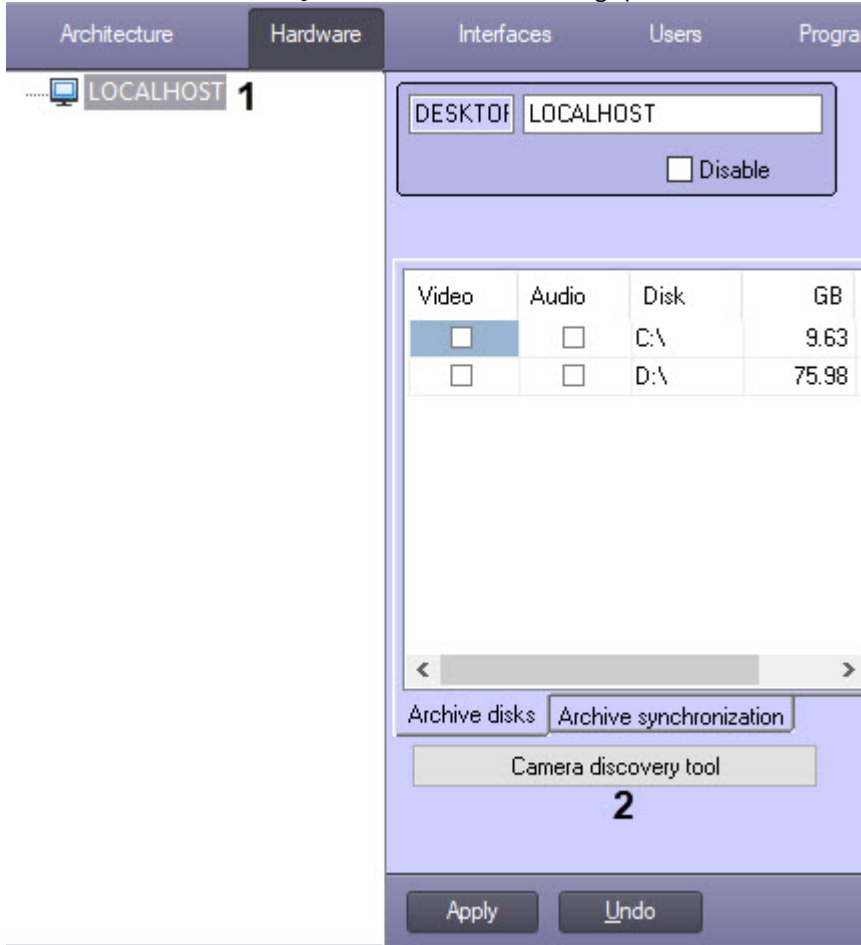 Architecture Hardware Interfaces Users
LOCALHOST 1
LOCALHOST
Disable
Video Audio Disk GB
C:\ 9.63
D:\ 75.98
Archive disks Archive synchronization
Camera discovery tool
2
Apply Undo